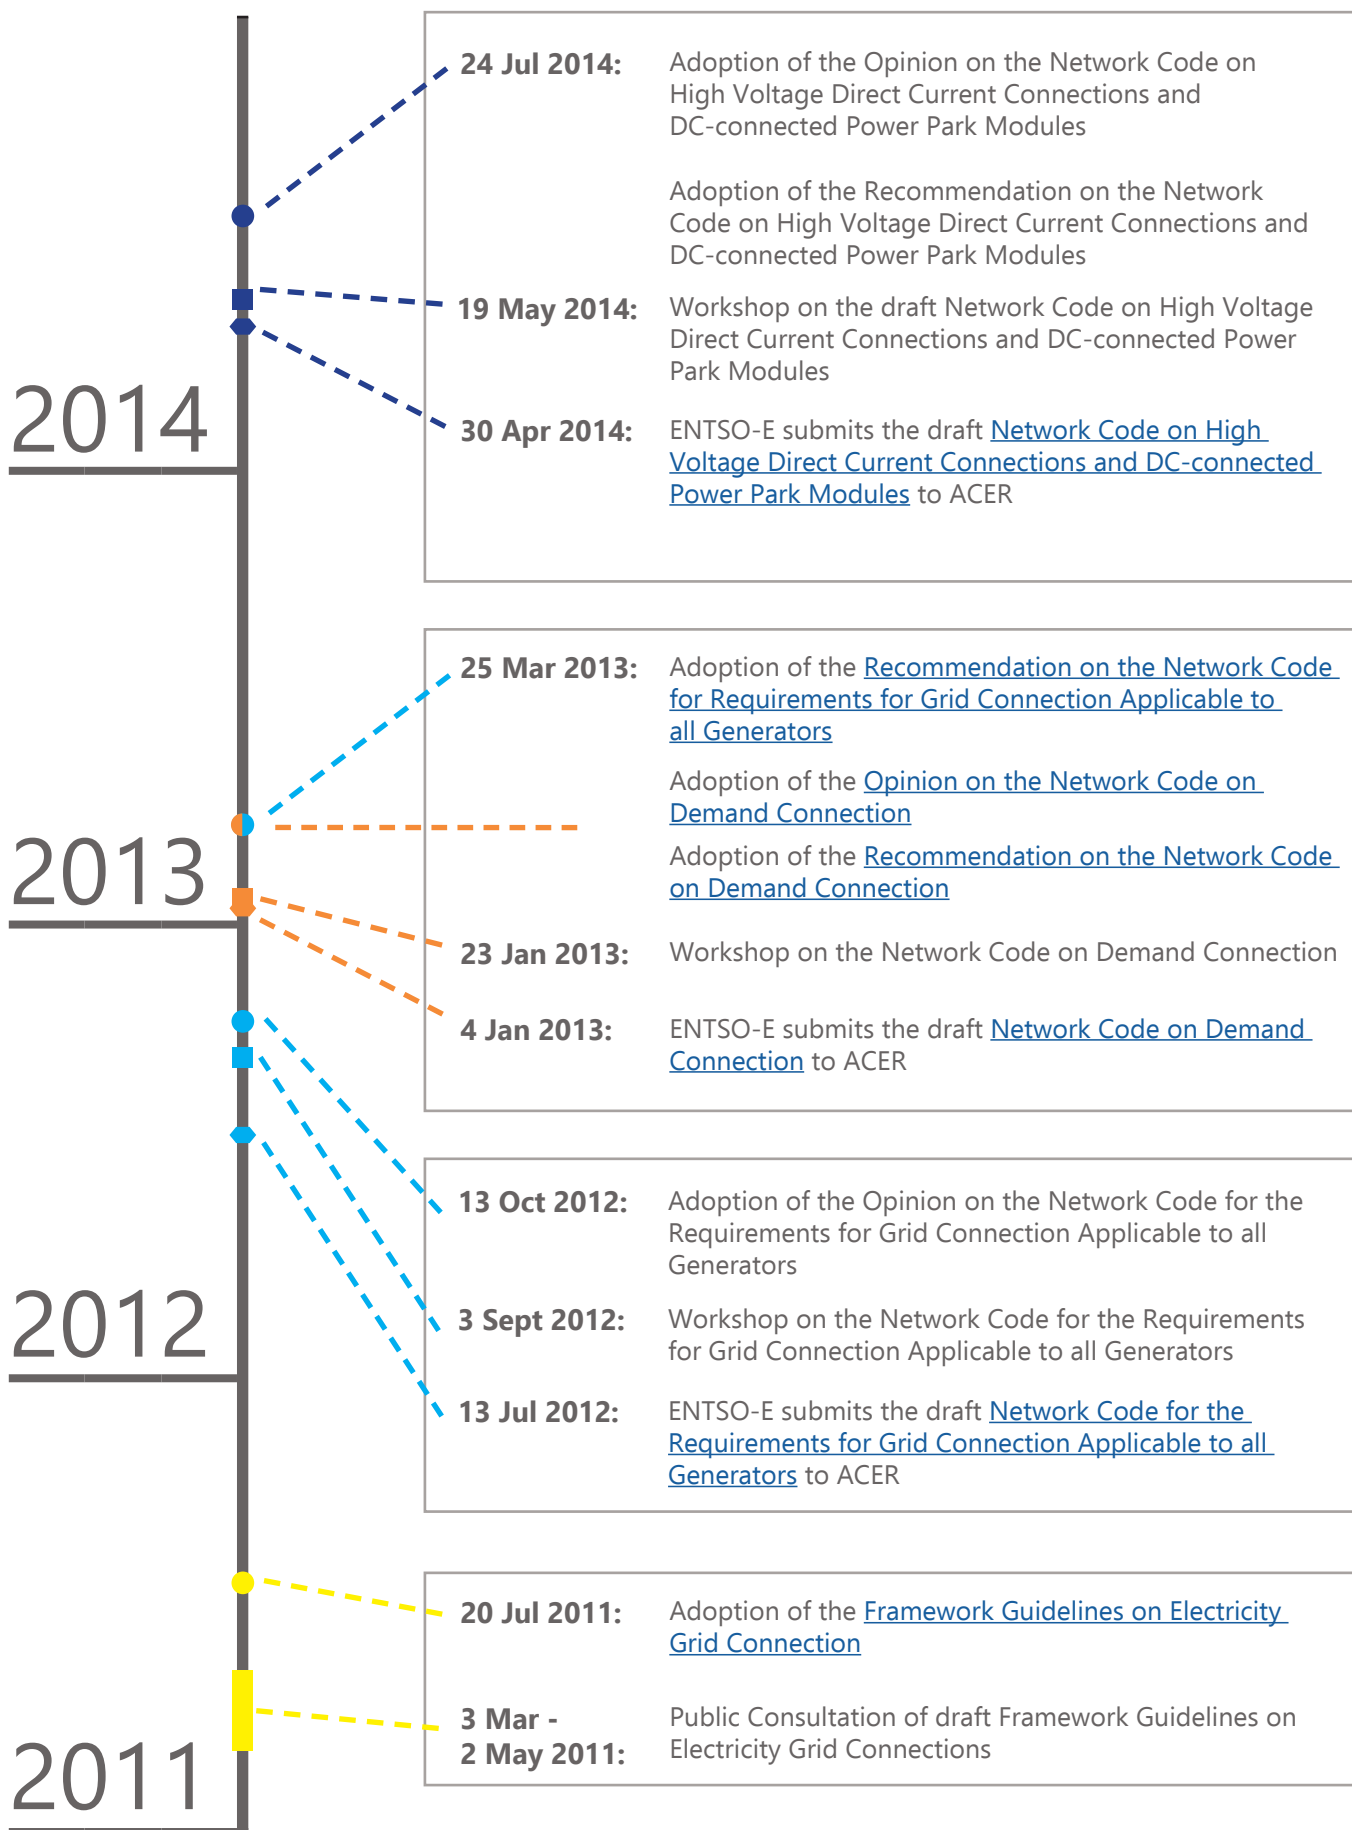 24 Jul 2014:
Adoption of the Opinion on the Network Code on
High Voltage Direct Current Connections and
DC-connected Power Park Modules
Adoption of the Recommendation on the Network
Code on High Voltage Direct Current Connections and
DC-connected Power Park Modules
19 May 2014:
Workshop on the draft Network Code on High Voltage
Direct Current Connections and DC-connected Power
Park Modules
2014
30 Apr 2014:
ENTSO-E submits the draft Network Code on High
Voltage Direct Current Connections and DC-connected
Power Park Modules to ACER
25 Mar 2013:
Adoption of the Recommendation on the Network Code
for Requirements for Grid Connection Applicable to
all Generators
Adoption of the Opinion on the Network Code on
Demand Connection
Adoption of the Recommendation on the Network Code
on Demand Connection
2013
23 Jan 2013:
Workshop on the Network Code on Demand Connection
4 Jan 2013:
ENTSO-E submits the draft Network Code on Demand
Connection to ACER
13 Oct 2012:
Adoption of the Opinion on the Network Code for the
Requirements for Grid Connection Applicable to all
Generators
2012
3 Sept 2012:
Workshop on the Network Code for the Requirements
for Grid Connection Applicable to all Generators
13 Jul 2012:
ENTSO-E submits the draft Network Code for the
Requirements for Grid Connection Applicable to all
Generators to ACER
20 Jul 2011:
Adoption of the Framework Guidelines on Electricity
Grid Connection
3 Mar -
2 May 2011:
Public Consultation of draft Framework Guidelines on
Electricity Grid Connections
2011